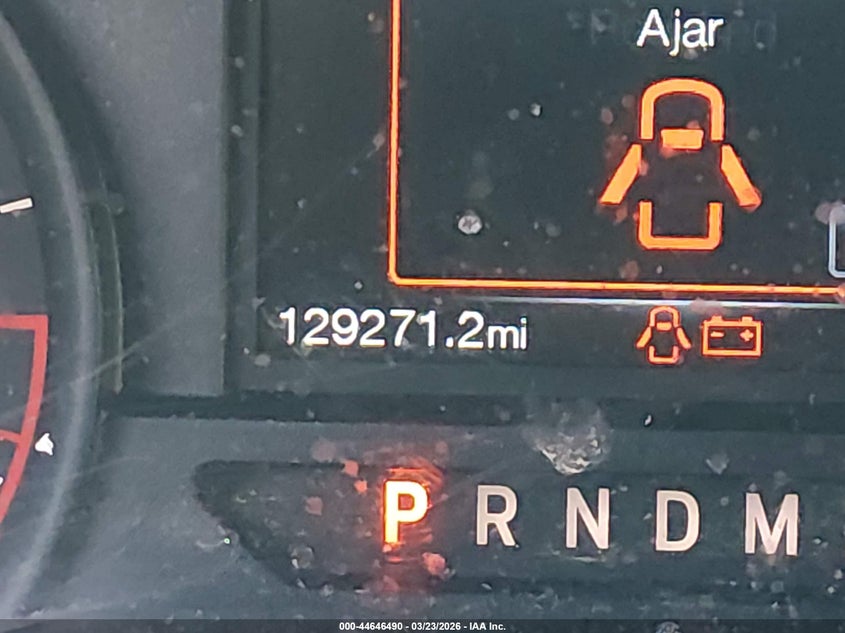 Ajar
129271.2mi
P R N D M
000-44646490 - 03/23/2026 - IAA Inc.